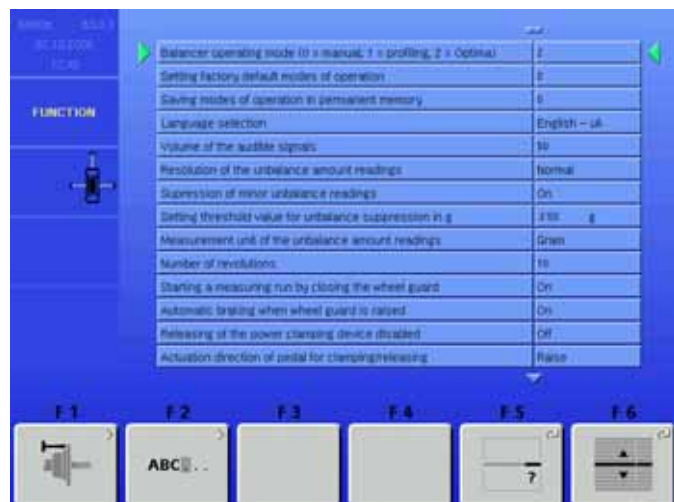 Balancer operating mode (0 = manual, 1 = profiling, 2 = Optima) 2
Setting factory default modes of operation 0
Saving modes of operation in permanent memory 0
FUNCTION
Language selection English - uk
Volume of the audible signals 50
Resolution of the unbalance amount readings Normal
Supression of minor unbalance readings On
Setting threshold value for unbalance suppression in g g
Measurement unit of the unbalance amount readings Gram
Number of revolutions 10
Starting a measuring run by closing the wheel guard On
Automatic braking when wheel guard is raised On
Releasing of the power clamping device disabled Off
Actuation direction of pedal for clamping/releasing Raise
F 1 F 2 F 3 F 4 F 5 F 6
ABC
?